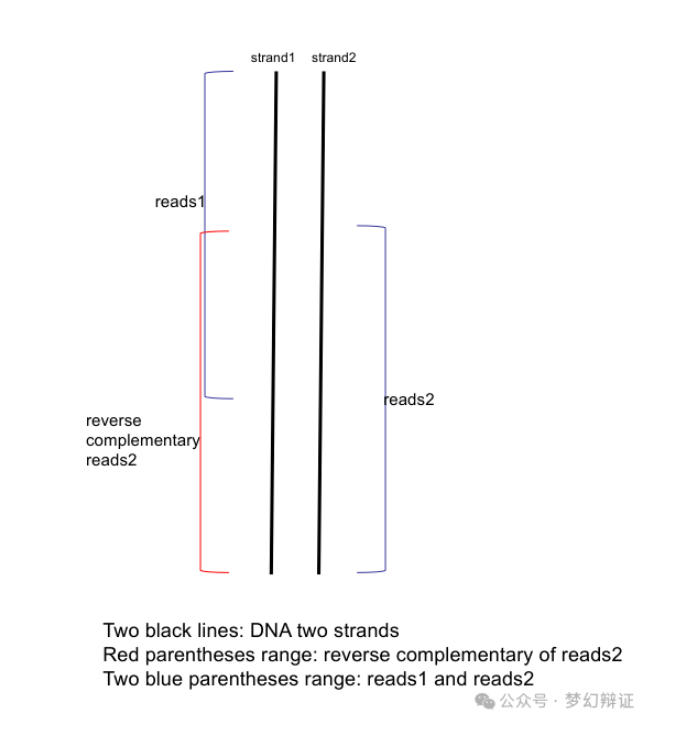 strand1 strand2
reads1
reads2
reverse
complementary
reads2
Two black lines: DNA two strands
Red parentheses range: reverse complementary of reads2
Two blue parentheses range: reads1 and reads2
公众号 · 梦幻辩证